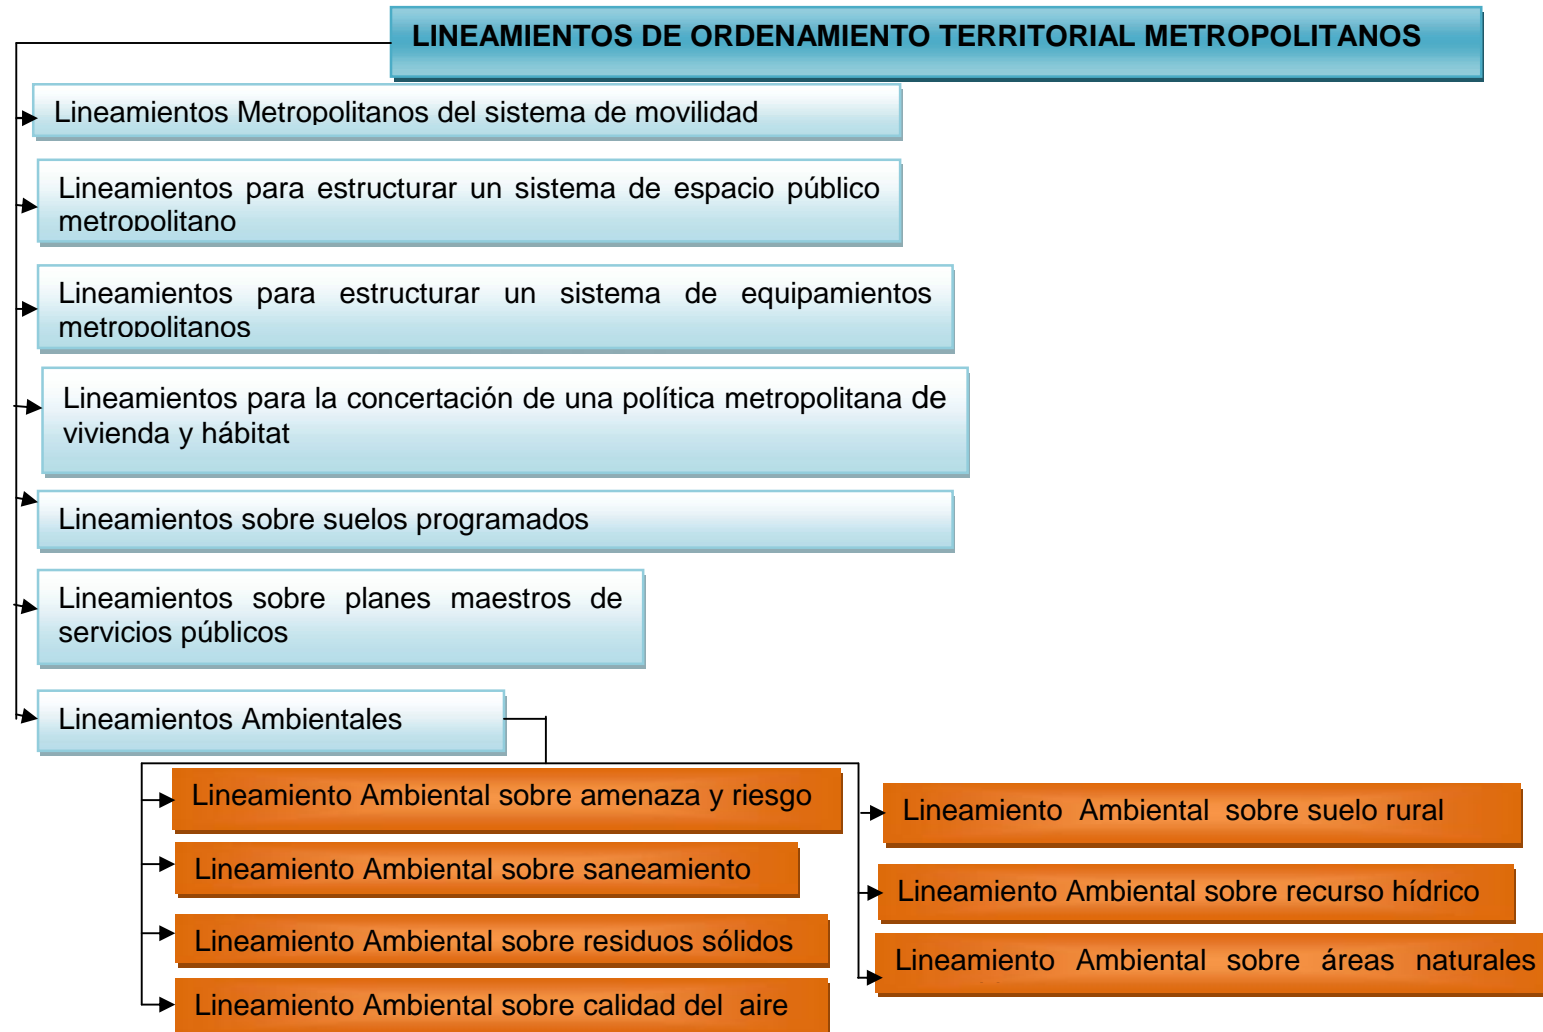 LINEAMIENTOS DE ORDENAMIENTO TERRITORIAL METROPOLITANOS
Lineamientos Metropolitanos del sistema de movilidad
Lineamientos para estructurar un sistema de espacio público
metropolitano
Lineamientos para estructurar un sistema de equipamientos
metropolitanos
Lineamientos para la concertación de una política metropolitana de
vivienda y hábitat
Lineamientos sobre suelos programados
Lineamientos sobre planes maestros de
servicios públicos
Lineamientos Ambientales
Lineamiento Ambiental sobre amenaza y riesgo
Lineamiento Ambiental sobre saneamiento
Lineamiento Ambiental sobre residuos sólidos
Lineamiento Ambiental sobre calidad del aire
Lineamiento Ambiental sobre suelo rural
Lineamiento Ambiental sobre recurso hídrico
Lineamiento Ambiental sobre áreas naturales